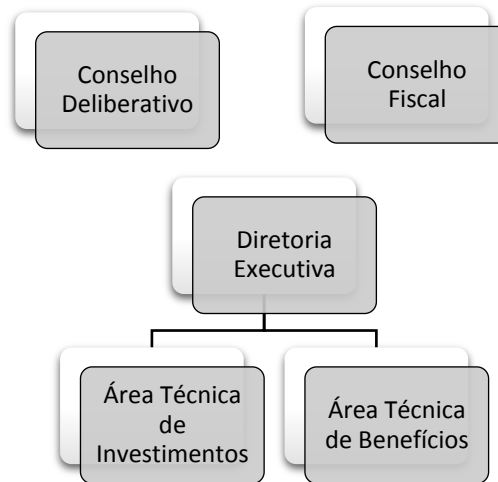 Conselho
Deliberativo
Conselho
Fiscal
Diretoria
Executiva
Área Técnica
de
Investimentos
Área Técnica
de Benefícios